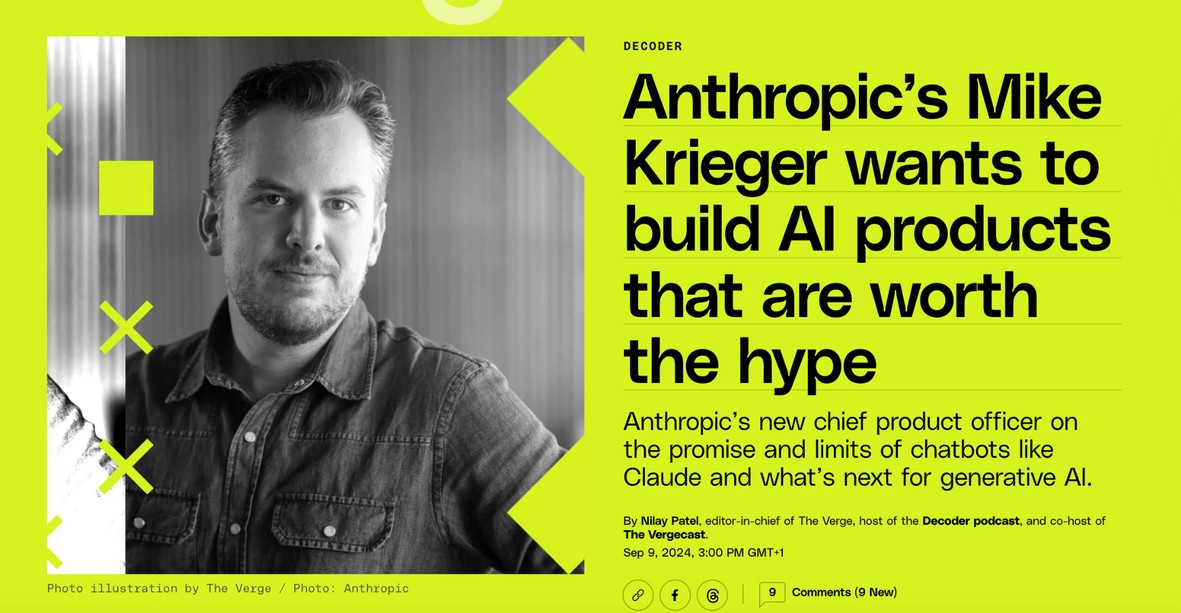 DECODER
Anthropic’s Mike
Krieger wants to
build AI products
that are worth
the hype
Anthropic’s new chief product officer on
the promise and limits of chatbots like
Claude and what’s next for generative AI.
By Nilay Patel, editor-in-chief of The Verge, host of the Decoder podcast, and co-host of
The Vergecast.
Sep 9, 2024, 3:00 PM GMT+1
9 Comments (9 New)
Photo illustration by The Verge / Photo: Anthropic